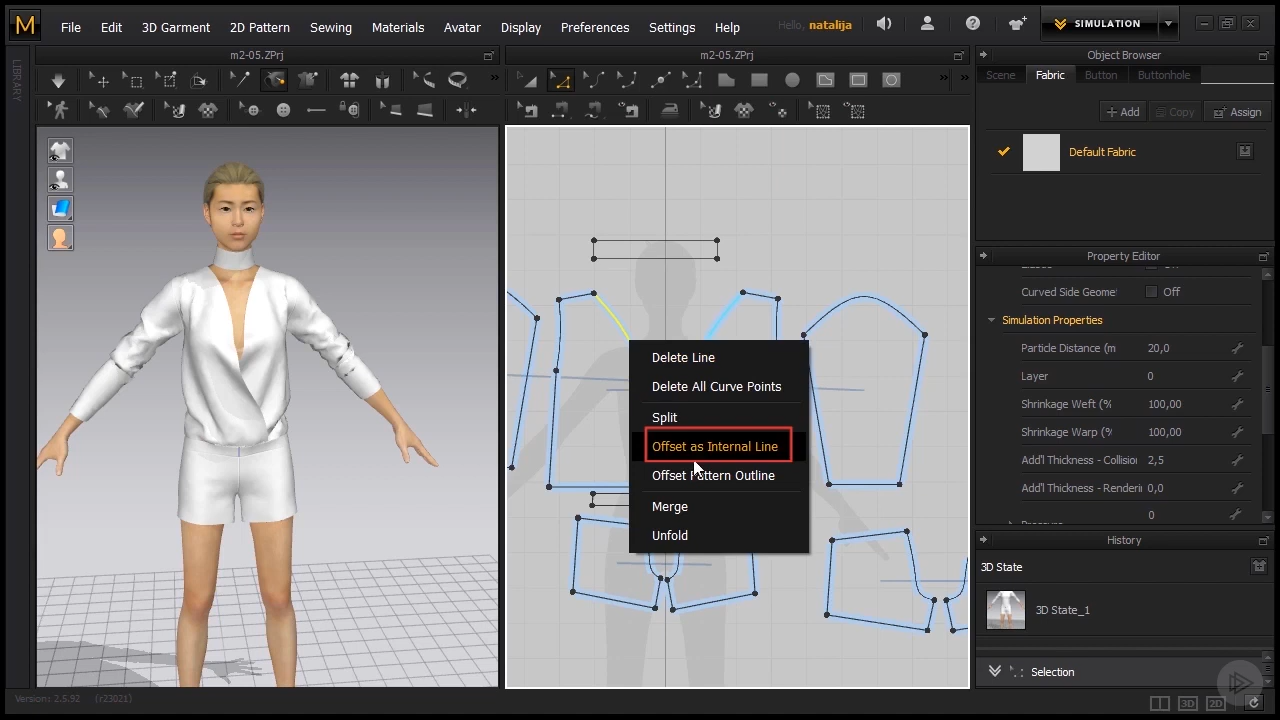 M File Edit 3D Garment 2D Pattern Sewing Materials Avatar Display Preferences Settings Help Hello, natalija SIMULATION
LIBRARY
m2-05.ZPrj
m2-05.ZPrj
Object Browser
Scene Fabric Button Buttonhole
Add Copy Assign
Default Fabric
Delete Line
Delete All Curve Points
Split
Offset as Internal Line
Offset Pattern Outline
Merge
Unfold
Property Editor
Curved Side Geome Off
Simulation Properties
Particle Distance (m 20,0
Layer 0
Shrinkage Weft (% 100,00
Shrinkage Warp (% 100,00
Add'l Thickness - Collisio 2,5
Add'l Thickness - Renderi 0,0
0
History
3D State
3D State_1
Selection
Version: 2.5.92 (r23021)
3D 2D